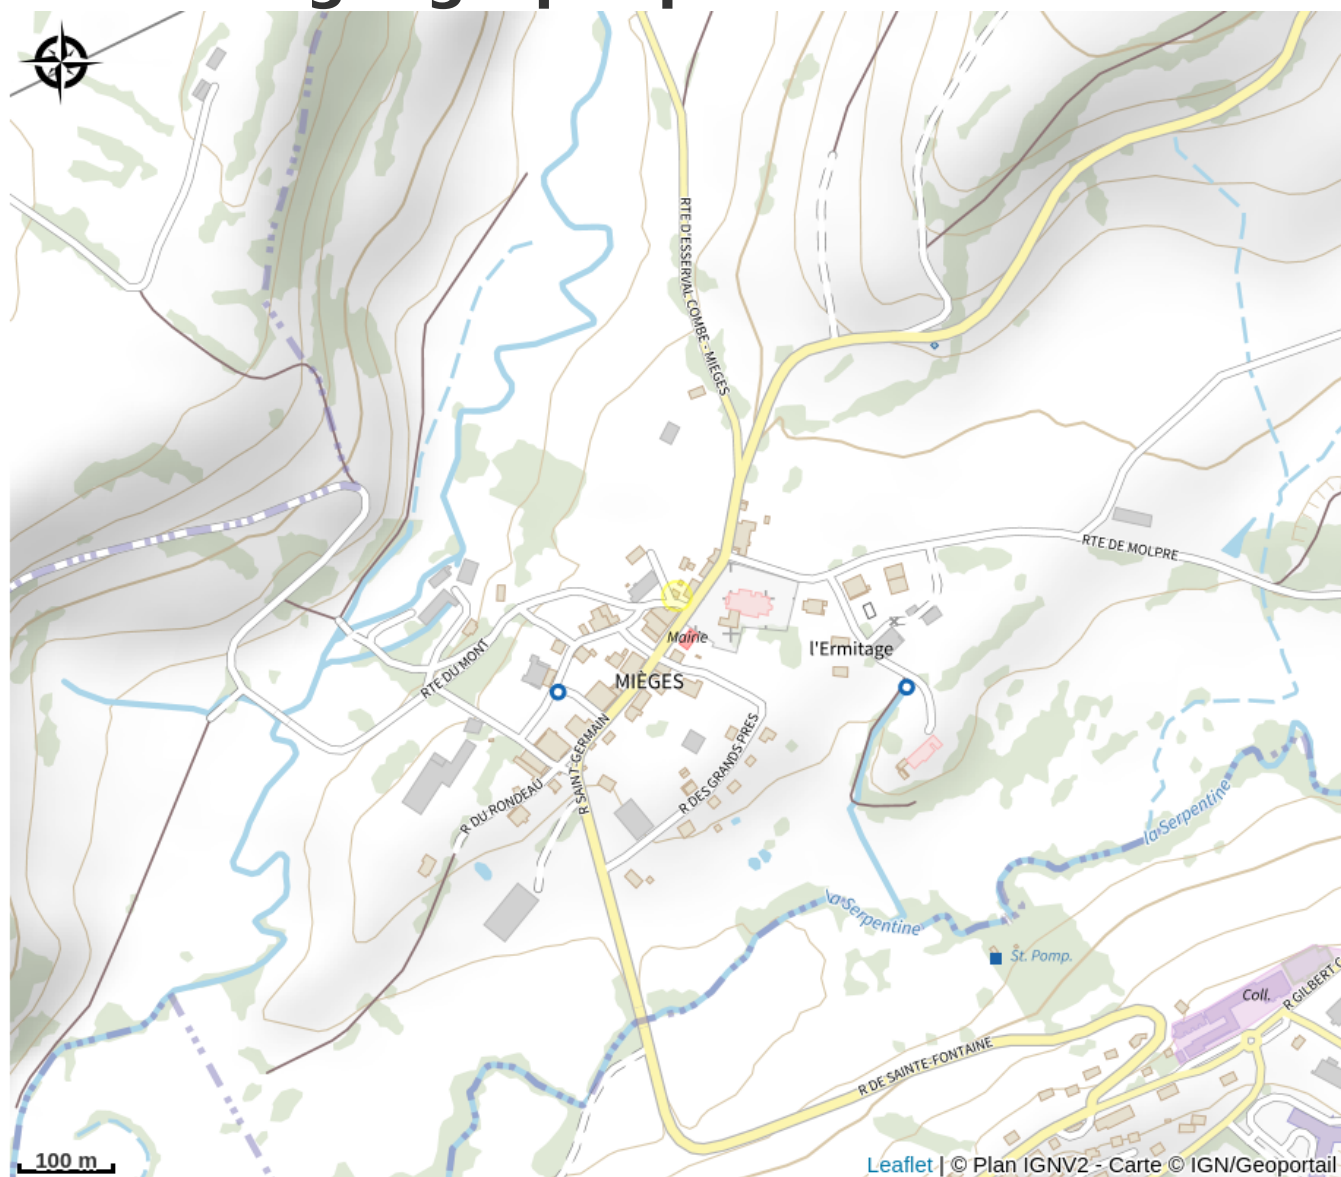 RTE D'ESSERVAL COMBE - MIEGES
RTE DE MOLPRE
Mairie
l'Ermitage
MIÈGES
RTE DU MONT
R SAINT-GERMAIN
R DES GRANDS PRES
R DU RONDEAU
la Serpentine
la Serpentine
St. Pomp.
Coll.
R GILBERT C
R DE SAINTE-FONTAINE
100 m
Leaflet | © Plan IGNV2 - Carte © IGN/Geoportail